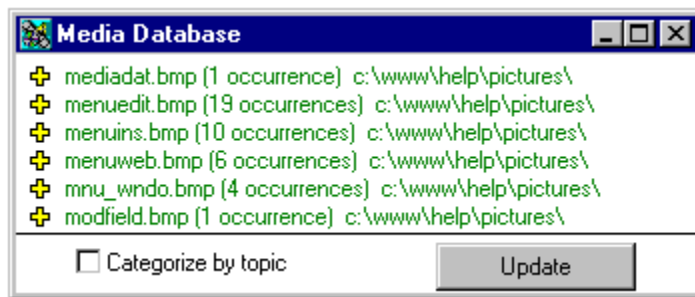 Media Database
mediadat.bmp (1 occurrence) c:\www\help\pictures\
menuedit.bmp (19 occurrences) c:\www\help\pictures\
menuins.bmp (10 occurrences) c:\www\help\pictures\
menuweb.bmp (6 occurrences) c:\www\help\pictures\
mnu_wndo.bmp (4 occurrences) c:\www\help\pictures\
modfield.bmp (1 occurrence) c:\www\help\pictures\
Categorize by topic
Update